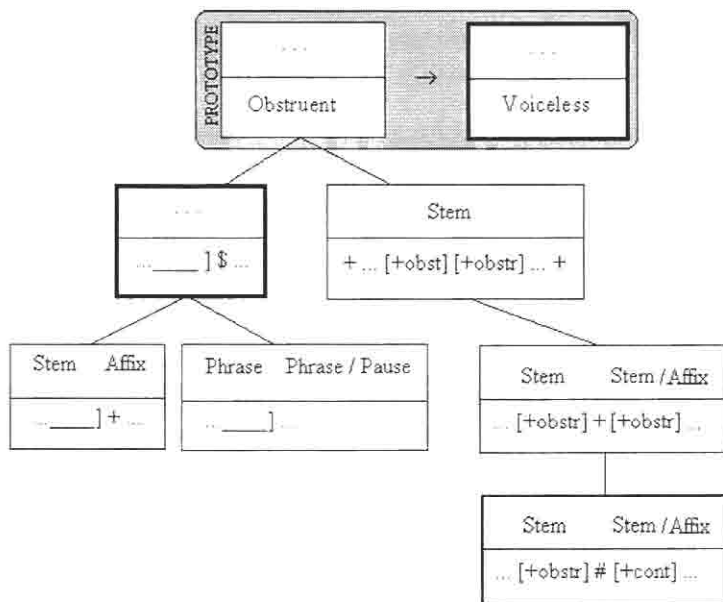 PROTOTYPE
... ...
→
Obstruent Voiceless
...
Stem
...____ ] $ ...
+ ... [+obst] [+obstr] ... +
Stem Affix
Phrase Phrase / Pause
...____] + ...
...____] ...
Stem Stem / Affix
... [+obstr] + [+obstr] ...
Stem Stem / Affix
... [+obstr] # [+cont] ...